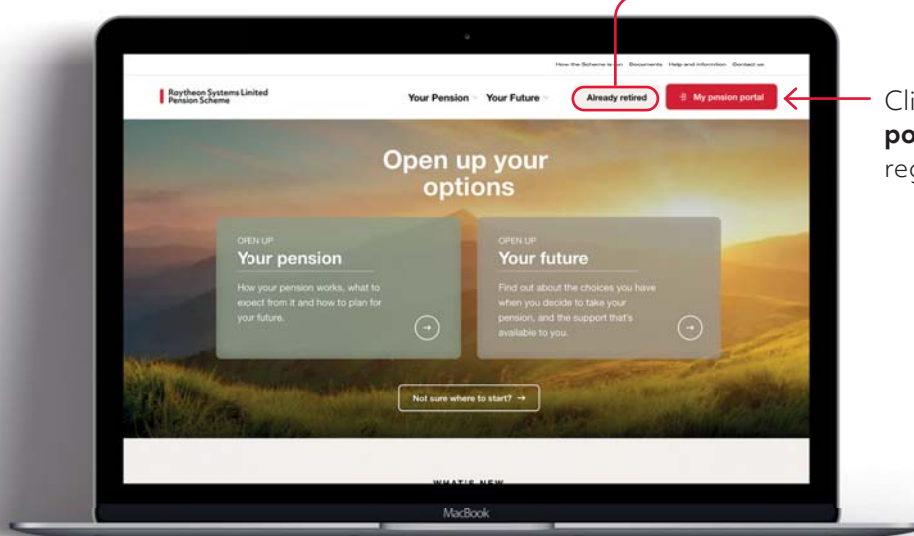 How the Scheme is run Documents Help and information Contact us
Raytheon Systems Limited
Pension Scheme
Your Pension Your Future Already retired My pension portal
Open up your
options
OPEN UP
Your pension
How your pension works, what to
expect from it and how to plan for
your future.
OPEN UP
Your future
Find out about the choices you have
when you decide to take your
pension, and the support that's
available to you.
Not sure where to start? →
WHAT'S NEW
MacBook
Cli
po
reg